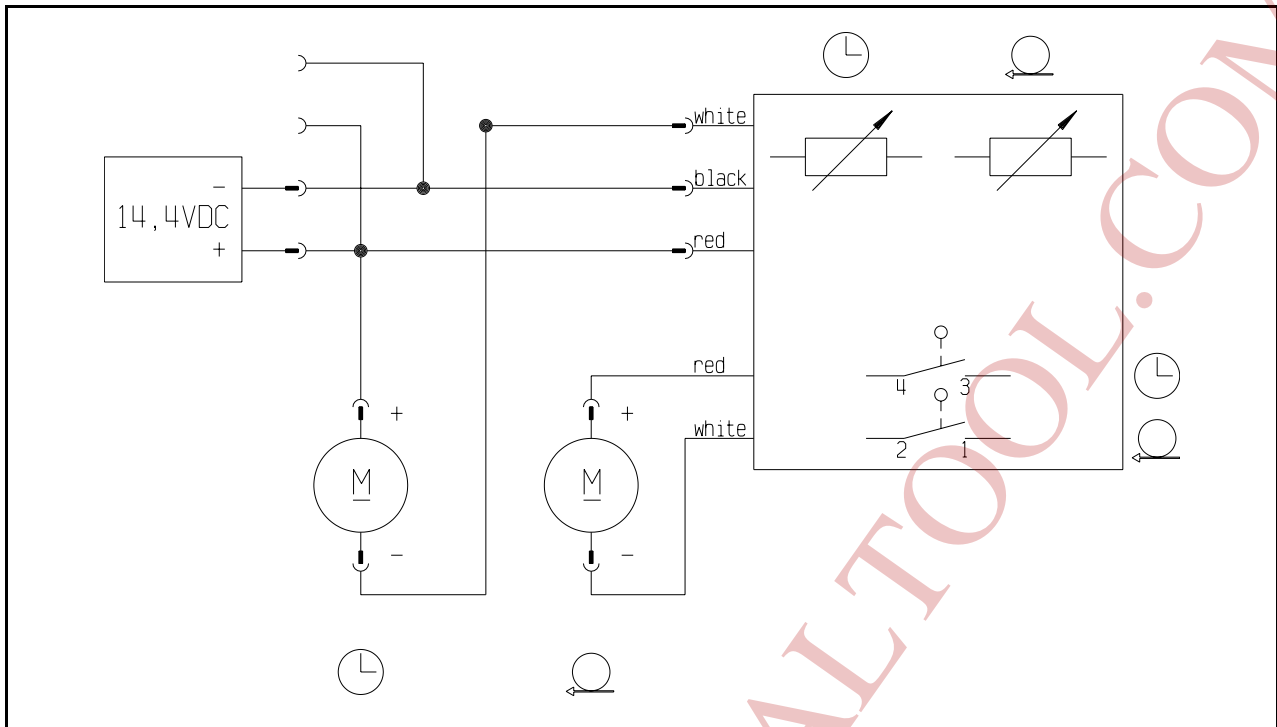 white
black
red
-
14,4VDC
+
red
white
4 3
2 1
+
+
M
M
-
-
ALTOOL.COM